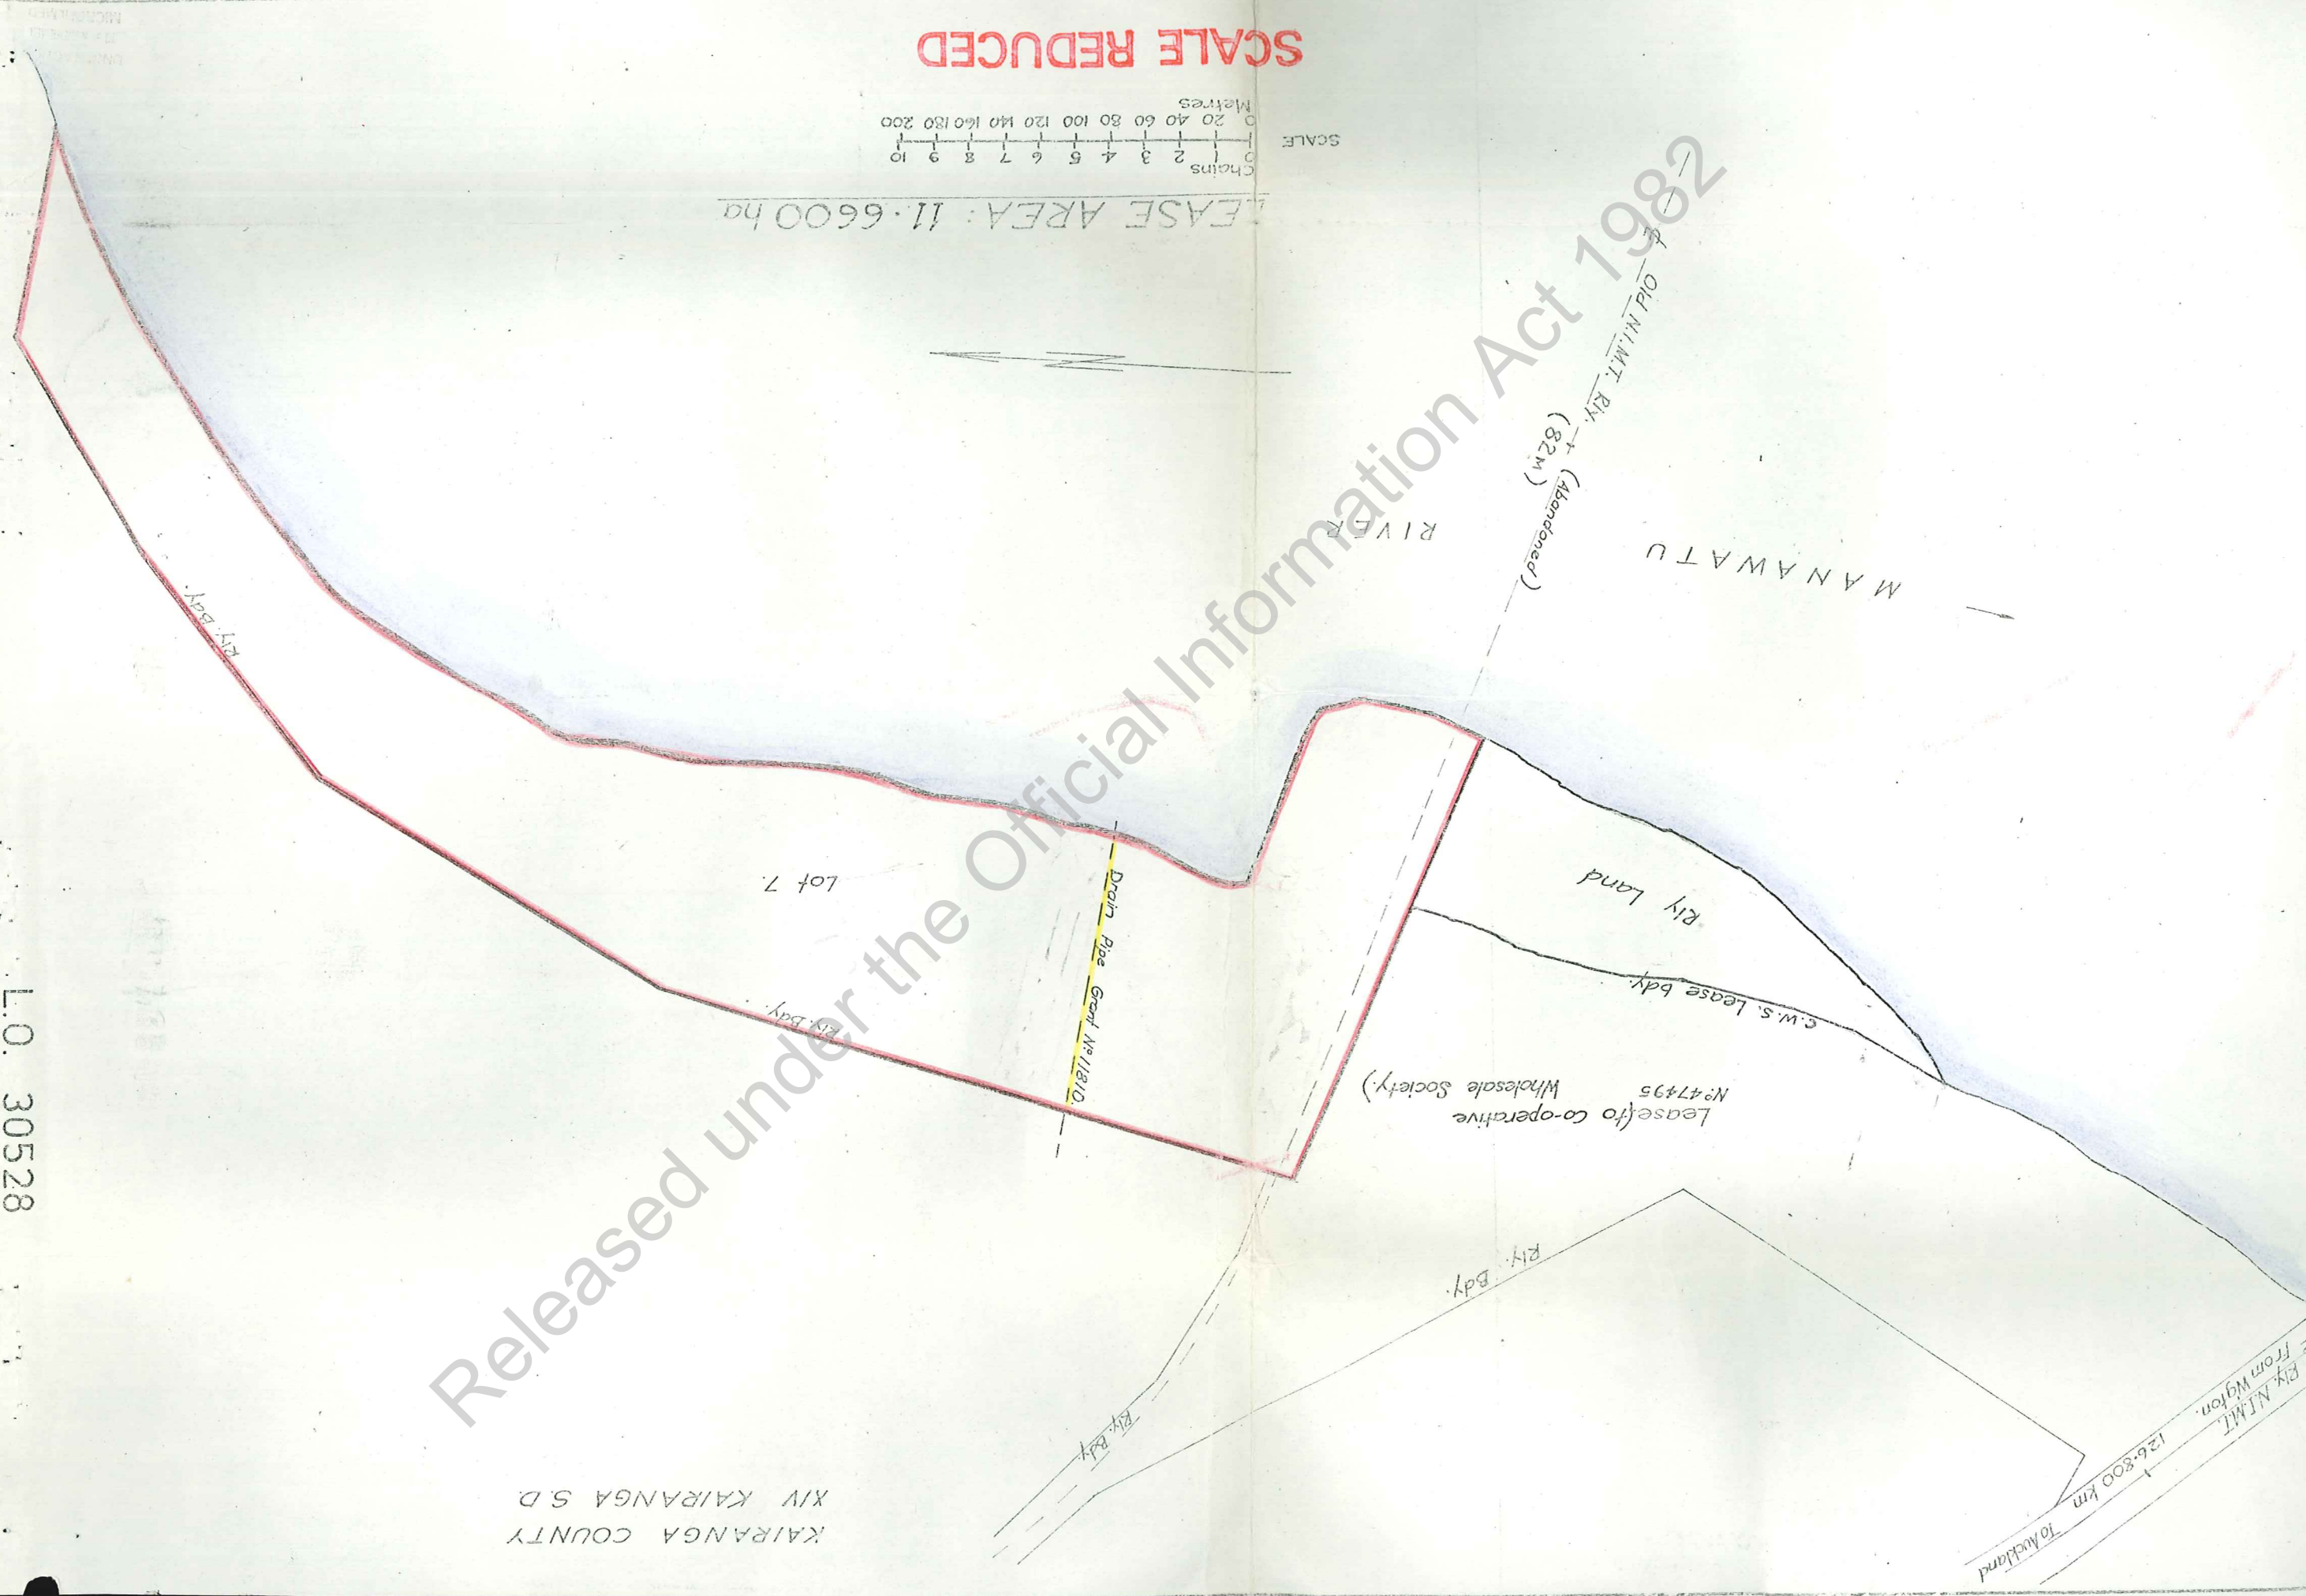 KAIRANGA COUNTY
XIV KAIRANGA S.D.
To Auckland
126·800 km
Rly. N.I.M.T.
From Wgton.
Rly. Bdy.
Rly. Bdy.
Lease (to Co-operative
Nº 47495 Wholesale Society.)
C.W.S. Lease bdy.
Rly Land
Drain Pipe Grant Nº 11810.
Rly. Bdy.
Lot 7.
Rly. Bdy.
MANAWATU
RIVER
Old N.I.M.T. Rly. (Abandoned)
(82M)
LEASE AREA: 11·6600 ha
Chains
0 1 2 3 4 5 6 7 8 9 10
SCALE
0 20 40 60 80 100 120 140 160 180 200
Metres
SCALE REDUCED
L.O. 30528
Released under the Official Information Act 1982